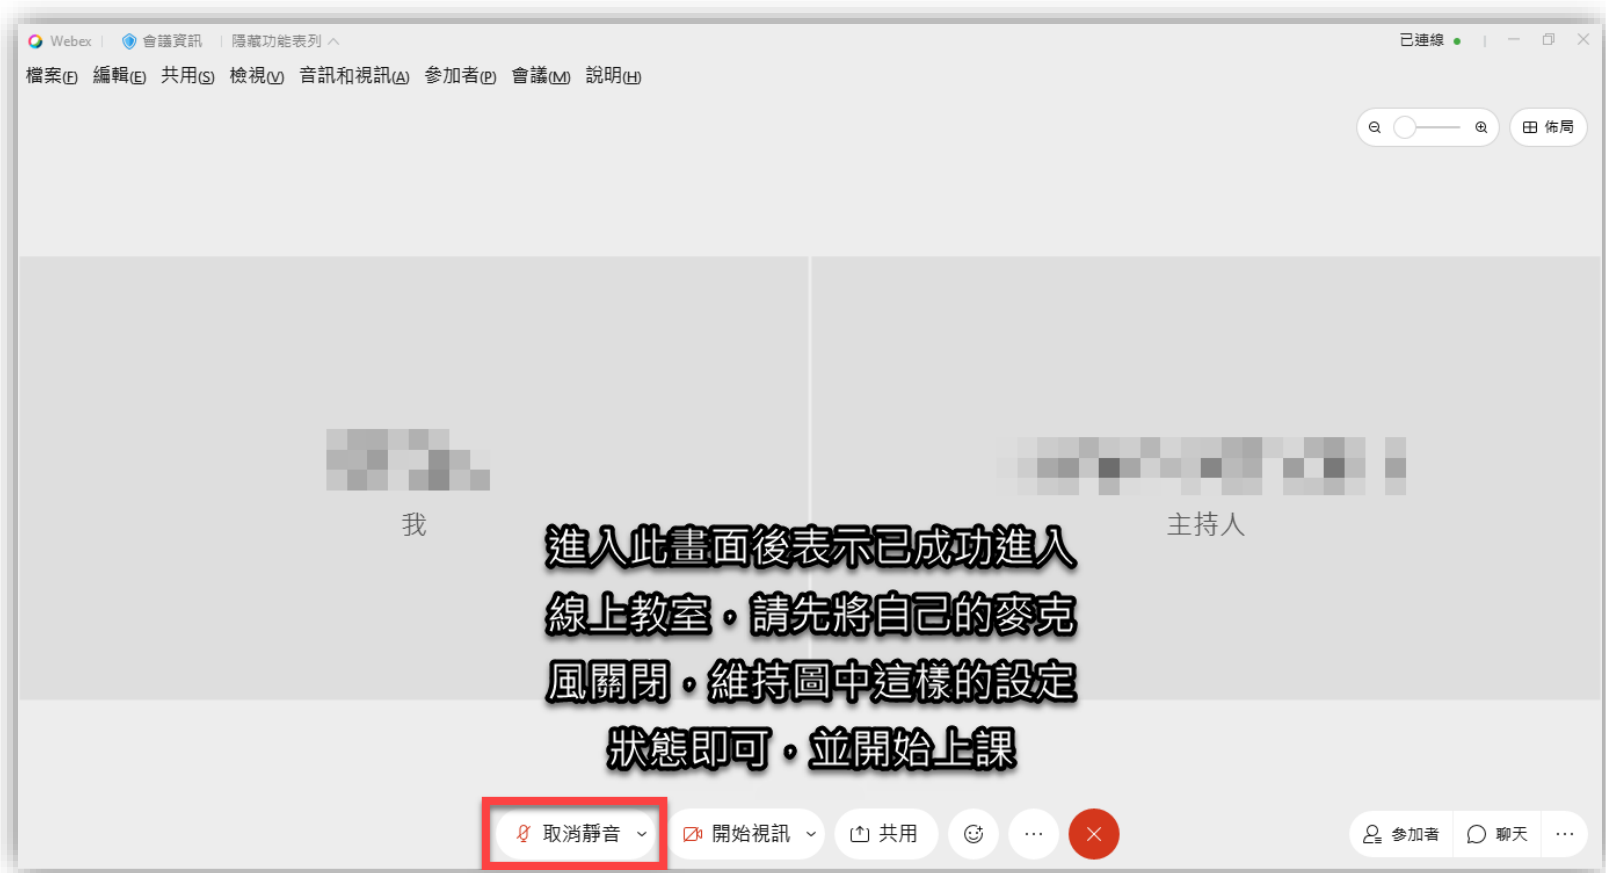 Webex 會議資訊 隱藏功能表列 已連線
檔案(F) 編輯(E) 共用(S) 檢視(V) 音訊和視訊(A) 參加者(P) 會議(M) 說明(H)
佈局
我
主持人
進入此畫面後表示已成功進入
線上教室，請先將自己的麥克
風關閉，維持圖中這樣的設定
狀態即可，並開始上課
取消靜音 開始視訊 共用 參加者 聊天